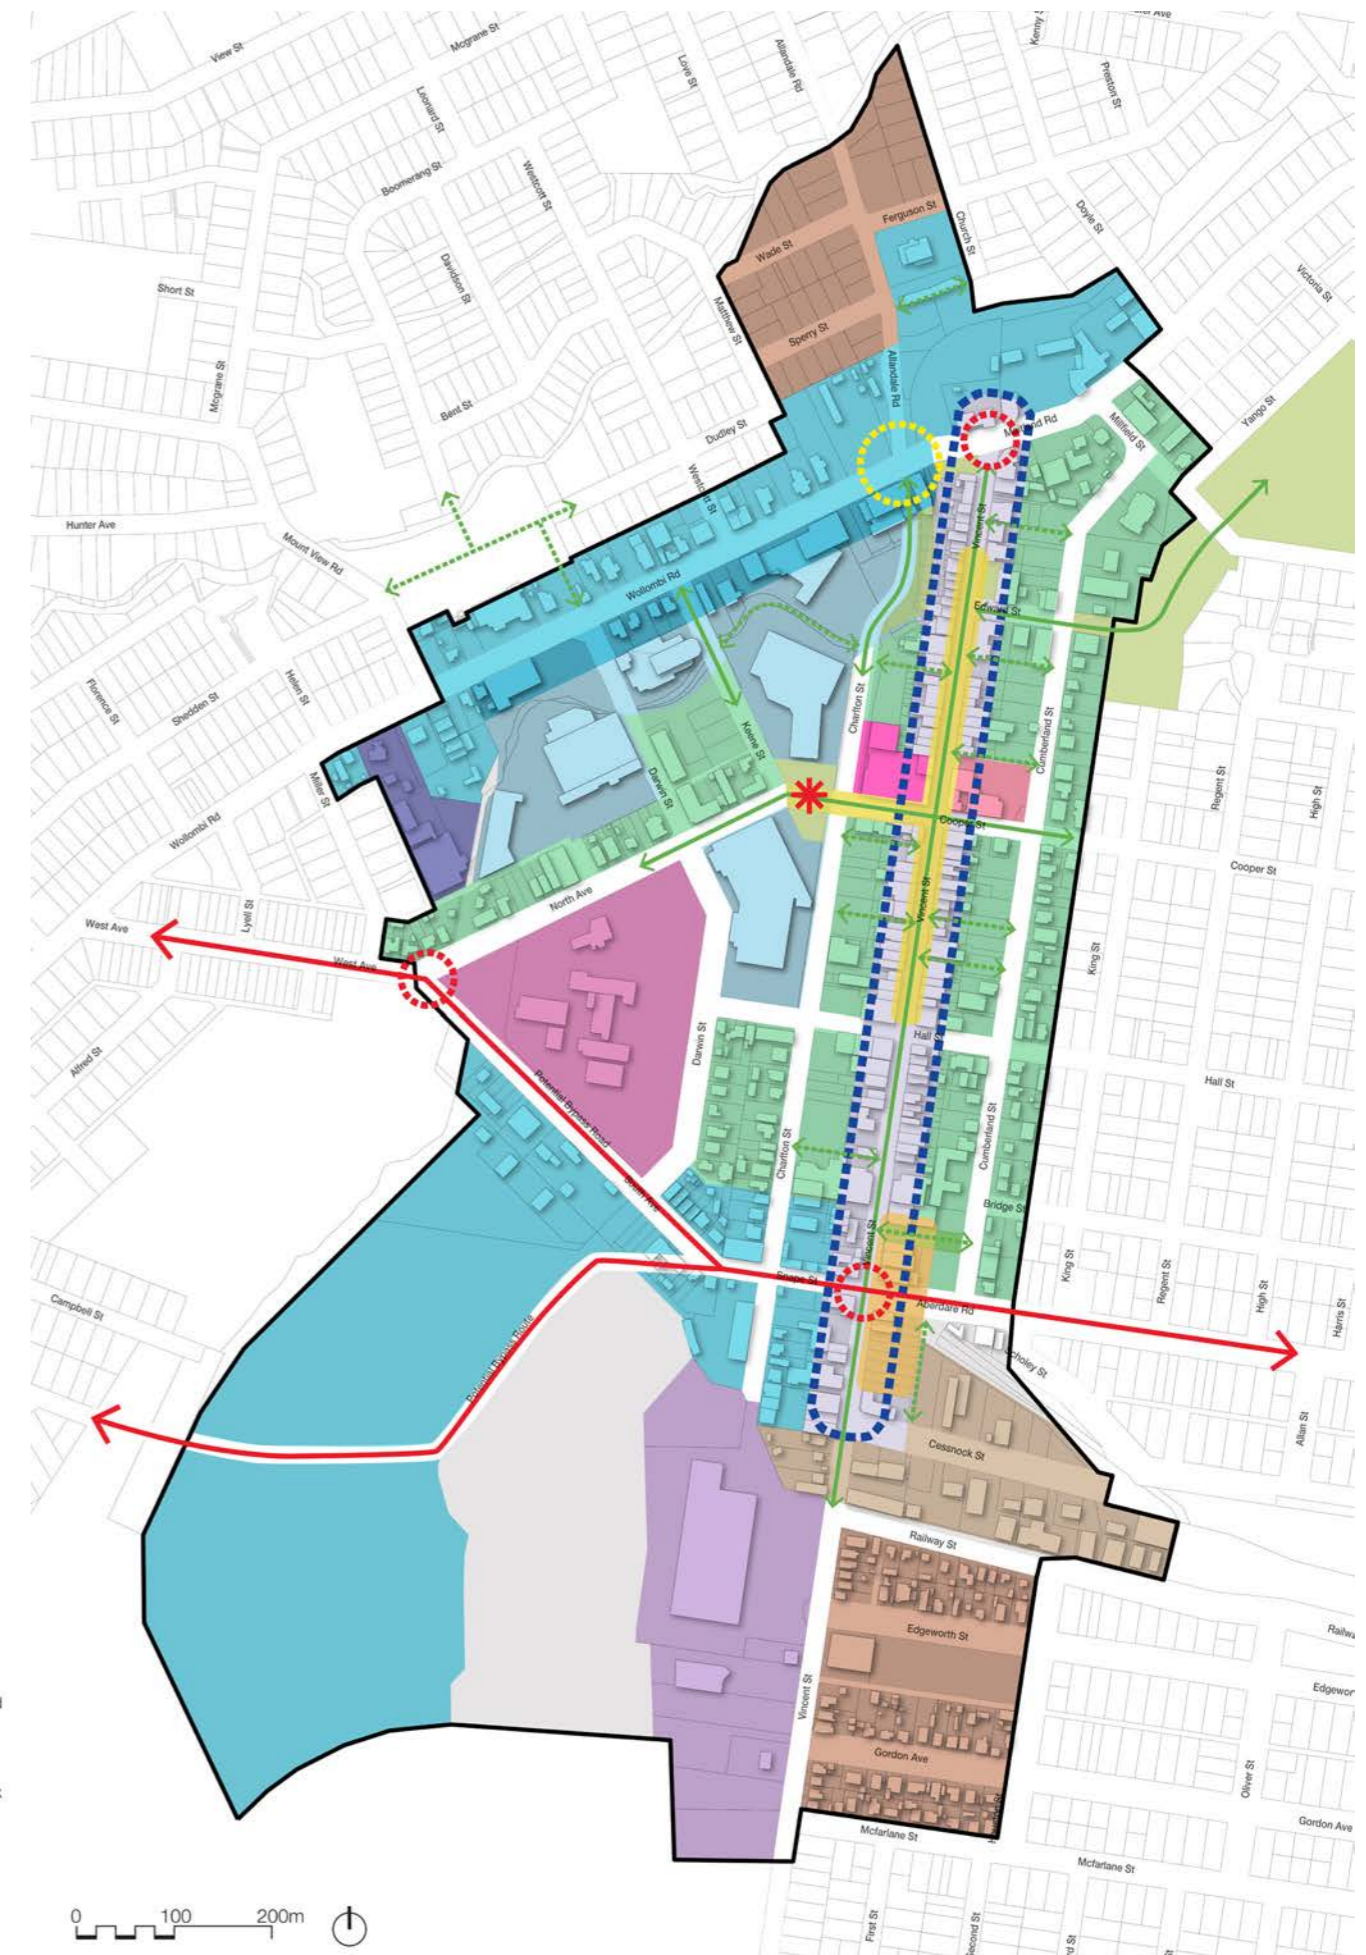 View St
Mcgrane St
Love St
Allandale Rd
Preston St
Leonard St
Boomerang St
Westcott St
Ferguson St
Church St
Doyle St
Wade St
Victoria St
Short St
Davidson St
Matthew St
Sperry St
Allandale Rd
Mcgrane St
Bent St
Dudley St
Yango St
Maitland Rd
Millfield St
Hunter Ave
Mount View Rd
Vincent St
Wollombi Rd
Edward St
Florence St
Shedden St
Helen St
Charlton St
Cumberland St
Keene St
Darwin St
Miller St
Wollombi Rd
Regent St
High St
Cooper St
Cooper St
North Ave
Vincent St
Lyell St
West Ave
West Ave
King St
Darwin St
Hall St
Hall St
Alfred St
Potential Bypass Road
Charlton St
Cumberland St
South Ave
Bridge St
Vincent St
King St
Regent St
High St
Harris St
Snape St
Aberdare Rd
Campbell St
Potential Bypass Route
Scholey St
Allan St
Cessnock St
Railway St
Edgeworth St
Vincent St
Gordon Ave
Oliver St
Gordon Ave
Mcfarlane St
Mcfarlane St
0 100 200m
First St